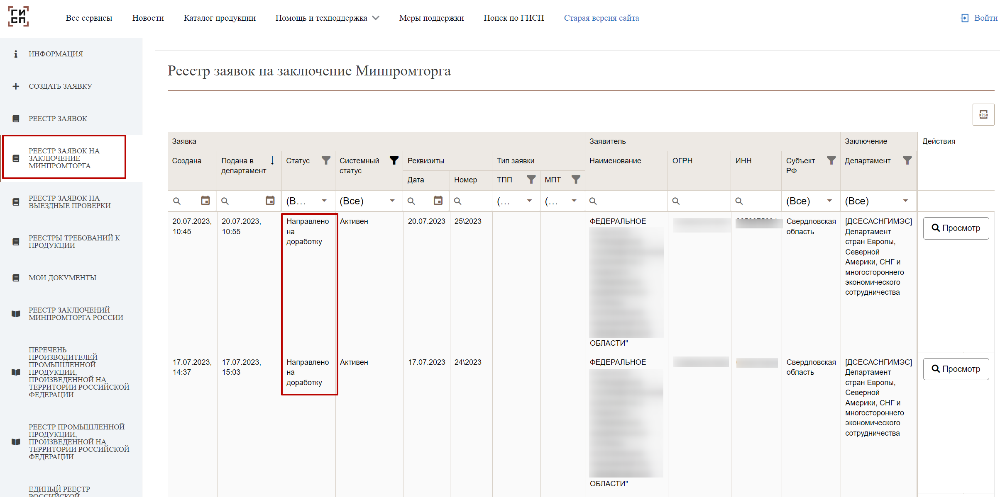 ГИ
СП
Все сервисы
Новости
Каталог продукции
Помощь и техподдержка
Меры поддержки
Поиск по ГИСП
Старая версия сайта
Войти
ИНФОРМАЦИЯ
СОЗДАТЬ ЗАЯВКУ
РЕЕСТР ЗАЯВОК
РЕЕСТР ЗАЯВОК НА
ЗАКЛЮЧЕНИЕ
МИНПРОМТОРГА
РЕЕСТР ЗАЯВОК НА
ВЫЕЗДНЫЕ ПРОВЕРКИ
РЕЕСТРЫ ТРЕБОВАНИЙ К
ПРОДУКЦИИ
МОИ ДОКУМЕНТЫ
РЕЕСТР ЗАКЛЮЧЕНИЙ
МИНПРОМТОРГА РОССИИ
ПЕРЕЧЕНЬ
ПРОИЗВОДИТЕЛЕЙ
ПРОМЫШЛЕННОЙ
ПРОДУКЦИИ,
ПРОИЗВЕДЕННОЙ НА
ТЕРРИТОРИИ РОССИЙСКОЙ
ФЕДЕРАЦИИ
РЕЕСТР ПРОМЫШЛЕННОЙ
ПРОДУКЦИИ,
ПРОИЗВЕДЕННОЙ НА
ТЕРРИТОРИИ РОССИЙСКОЙ
ФЕДЕРАЦИИ
ЕДИНЫЙ РЕЕСТР
РОССИЙСКОЙ
Реестр заявок на заключение Минпромторга
xlsx
Заявка
Заявитель
Заключение
Действия
Создана
Подана в
департамент
Статус
Системный
статус
Реквизиты
Тип заявки
Наименование
ОГРН
ИНН
Субъект
РФ
Департамент
Дата
Номер
ТПП
МПТ
(В...
(Все)
(...
(...
(Все)
(Все)
20.07.2023,
10:45
20.07.2023,
10:55
Направлено
на
доработку
Активен
20.07.2023
25\2023
ФЕДЕРАЛЬНОЕ
ОБЛАСТИ"
Свердловская
область
[ДСЕСАСНГИМЭС]
Департамент
стран Европы,
Северной
Америки, СНГ и
многостороннего
экономического
сотрудничества
Просмотр
17.07.2023,
14:37
17.07.2023,
15:03
Направлено
на
доработку
Активен
17.07.2023
24\2023
ФЕДЕРАЛЬНОЕ
ОБЛАСТИ"
Свердловская
область
[ДСЕСАСНГИМЭС]
Департамент
стран Европы,
Северной
Америки, СНГ и
многостороннего
экономического
сотрудничества
Просмотр